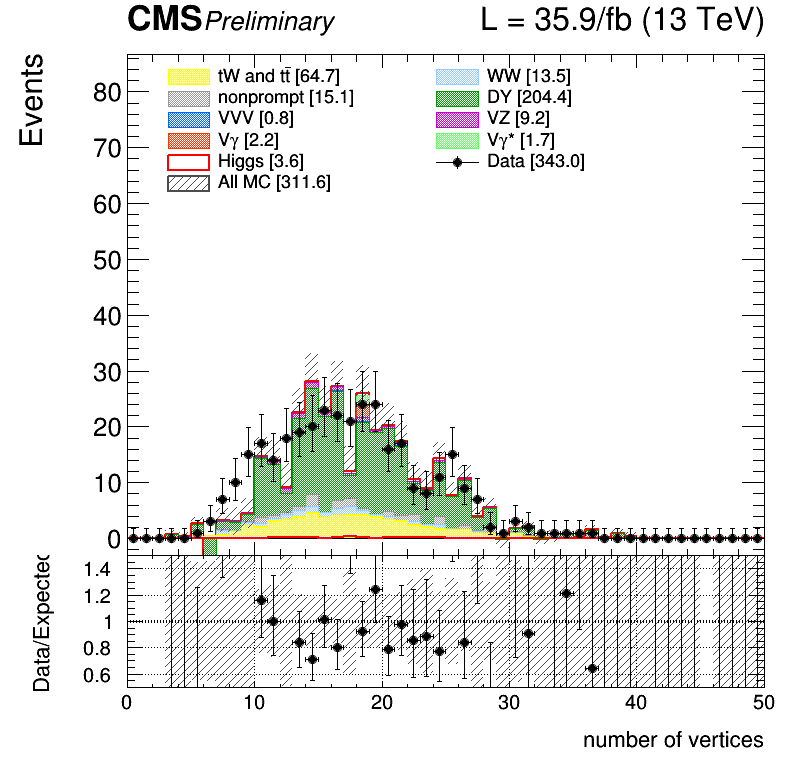 CMS Preliminary L = 35.9/fb (13 TeV)
Events
tW and tt̄ [64.7]
nonprompt [15.1]
VVV [0.8]
Vγ [2.2]
Higgs [3.6]
All MC [311.6]
WW [13.5]
DY [204.4]
VZ [9.2]
Vγ* [1.7]
Data [343.0]
80
70
60
50
40
30
20
10
0
Data/Expected
1.4
1.2
1
0.8
0.6
0 10 20 30 40 50
number of vertices